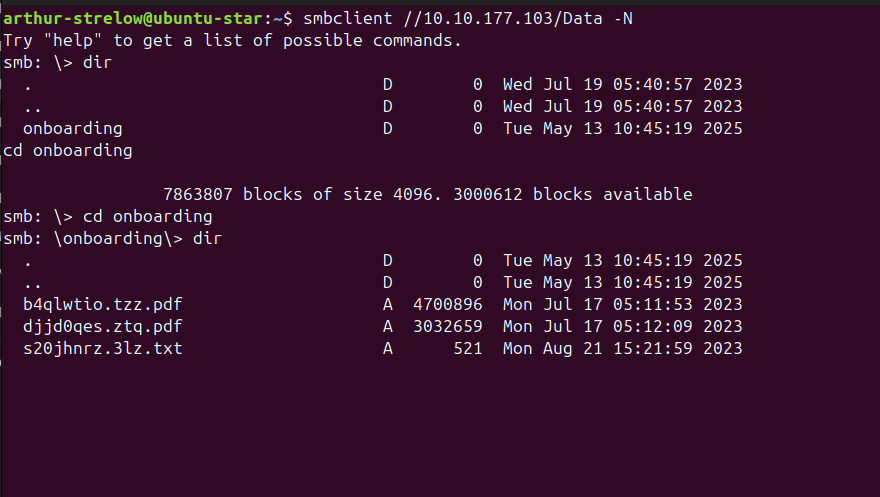 arthur-strelow@ubuntu-star:~$ smbclient //10.10.177.103/Data -N
Try "help" to get a list of possible commands.
smb: \> dir
  .                                   D        0  Wed Jul 19 05:40:57 2023
  ..                                  D        0  Wed Jul 19 05:40:57 2023
  onboarding                          D        0  Tue May 13 10:45:19 2025
cd onboarding
                7863807 blocks of size 4096. 3000612 blocks available
smb: \> cd onboarding
smb: \onboarding\> dir
  .                                   D        0  Tue May 13 10:45:19 2025
  ..                                  D        0  Tue May 13 10:45:19 2025
  b4qlwtio.tzz.pdf                    A  4700896  Mon Jul 17 05:11:53 2023
  djjd0qes.ztq.pdf                    A  3032659  Mon Jul 17 05:12:09 2023
  s20jhnrz.3lz.txt                    A      521  Mon Aug 21 15:21:59 2023